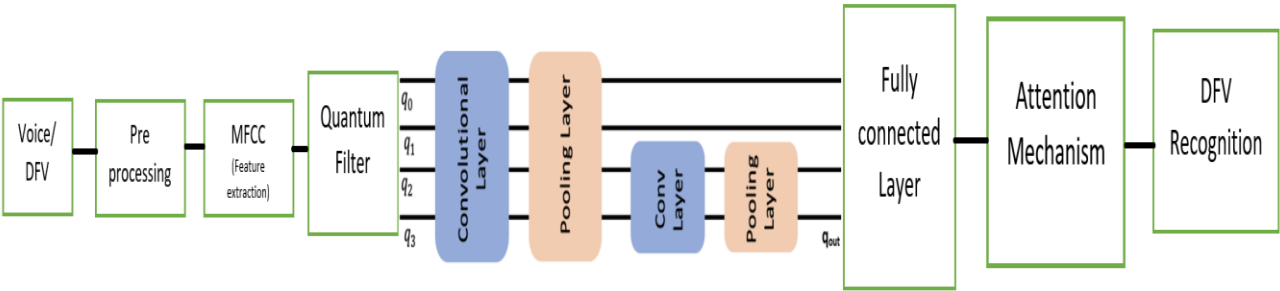 Voice/
DFV
Pre
processing
MFCC
(Feature
extraction)
Quantum
Filter
q0
q1
q2
q3
Convolutional
Layer
Pooling Layer
Conv
Layer
Pooling
Layer
qout
Fully
connected
Layer
Attention
Mechanism
DFV
Recognition